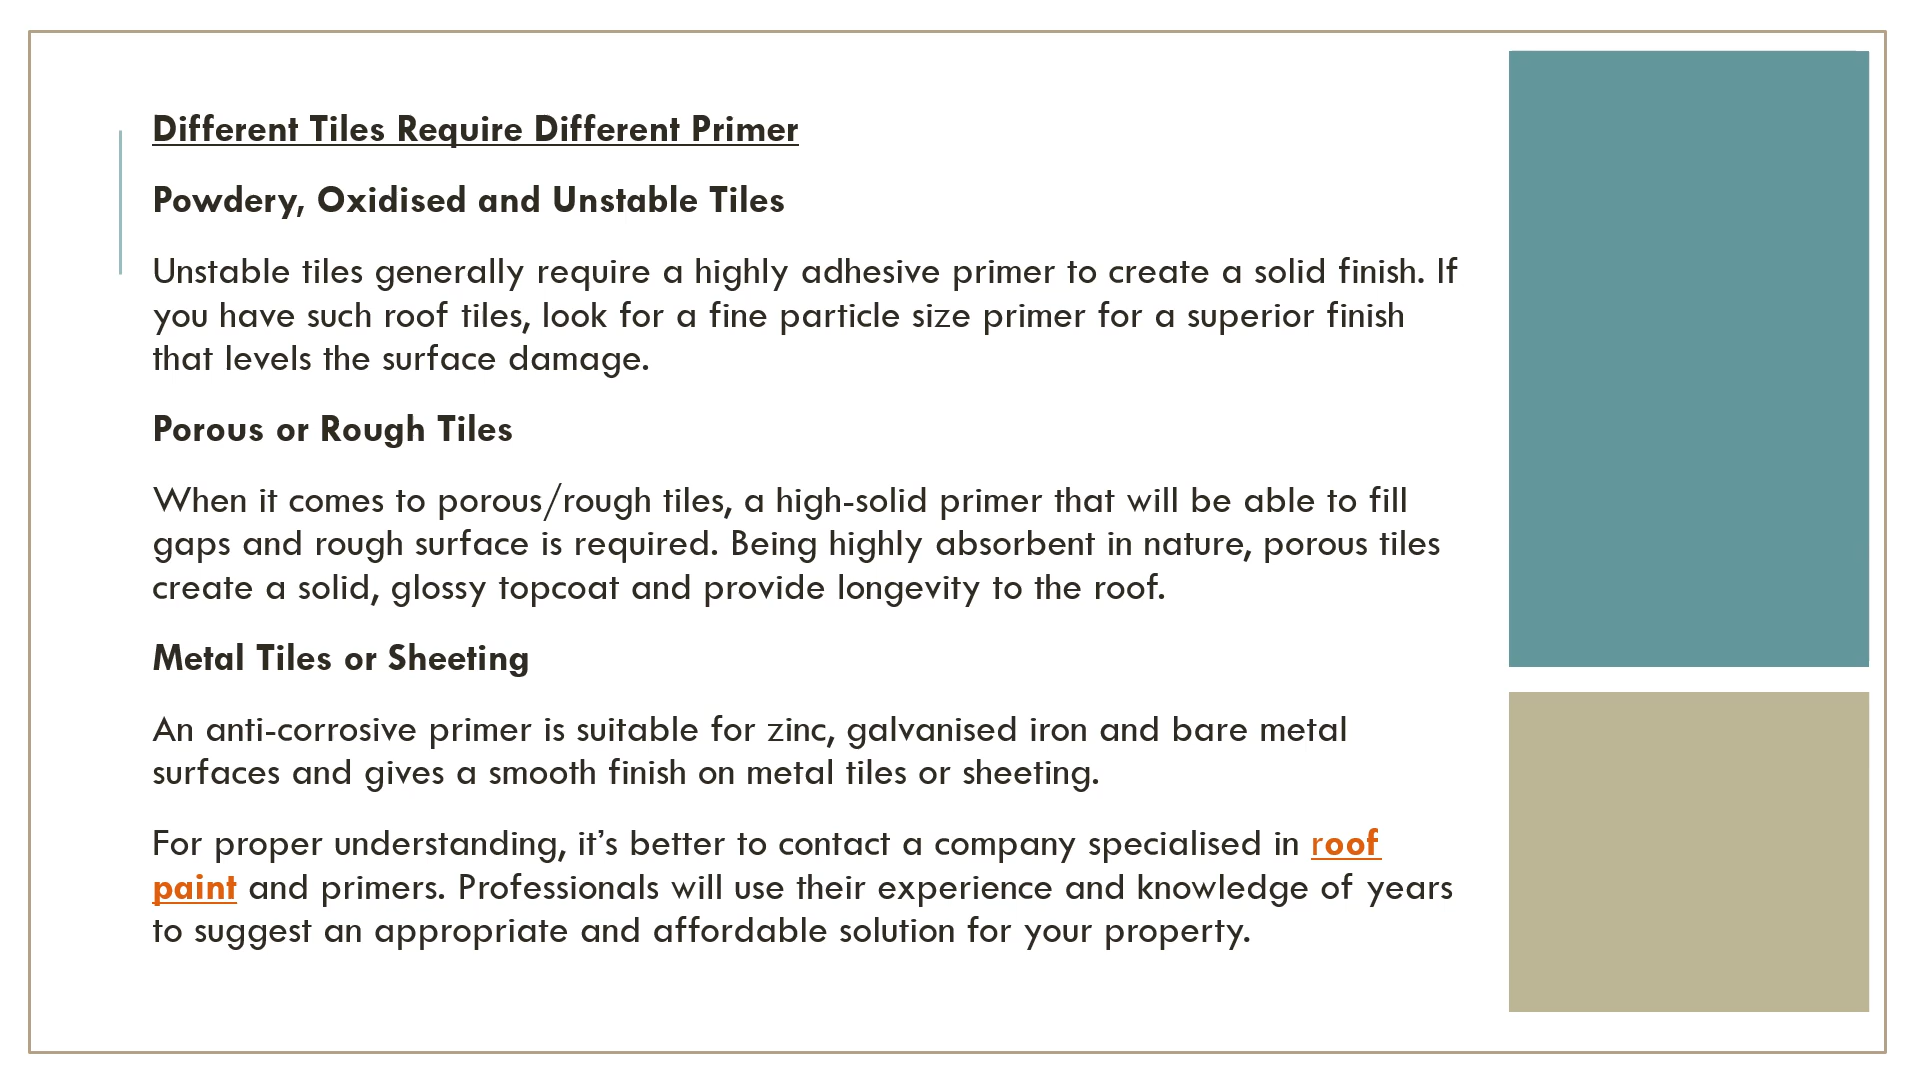 Different Tiles Require Different Primer
Powdery, Oxidised and Unstable Tiles
Unstable tiles generally require a highly adhesive primer to create a solid finish. If
you have such roof tiles, look for a fine particle size primer for a superior finish
that levels the surface damage.
Porous or Rough Tiles
When it comes to porous/rough tiles, a high-solid primer that will be able to fill
gaps and rough surface is required. Being highly absorbent in nature, porous tiles
create a solid, glossy topcoat and provide longevity to the roof.
Metal Tiles or Sheeting
An anti-corrosive primer is suitable for zinc, galvanised iron and bare metal
surfaces and gives a smooth finish on metal tiles or sheeting.
For proper understanding, it’s better to contact a company specialised in roof
paint and primers. Professionals will use their experience and knowledge of years
to suggest an appropriate and affordable solution for your property.